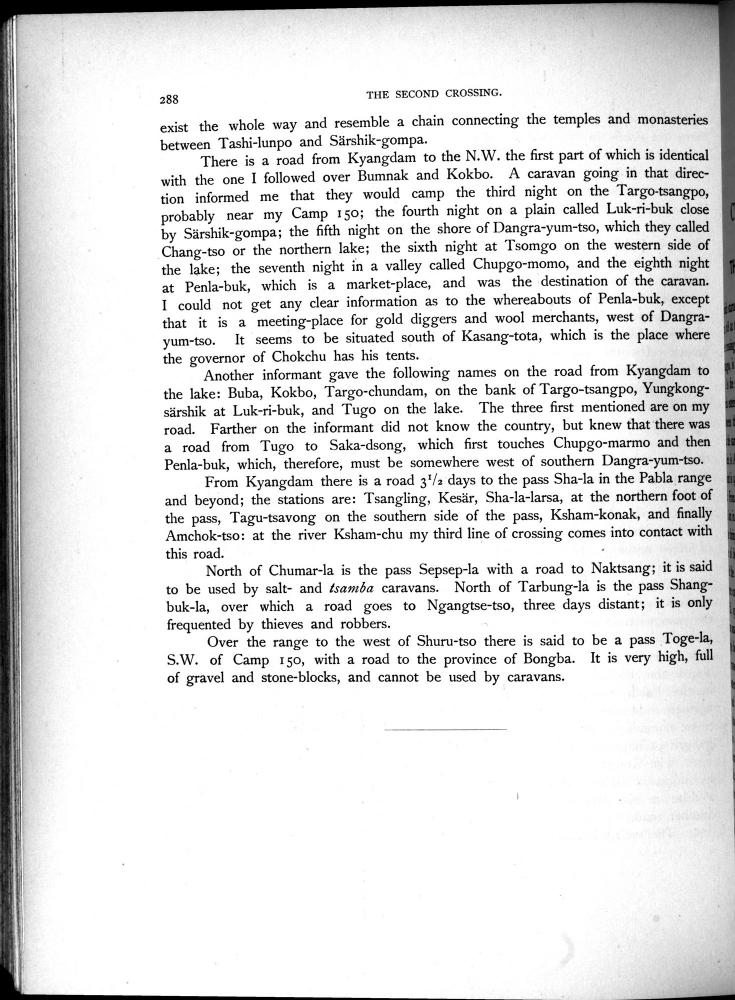 288
THE SECOND CROSSING.
exist the whole way and resemble a chain connecting the temples and monasteries
between Tashi-lunpo and Särshik-gompa.
There is a road from Kyangdam to the N.W. the first part of which is identical
with the one I followed over Bumnak and Kokbo. A caravan going in that direc-
tion informed me that they would camp the third night on the Targo-tsangpo,
probably near my Camp 150; the fourth night on a plain called Luk-ri-buk close
by Särshik-gompa; the fifth night on the shore of Dangra-yum-tso, which they called
Chang-tso or the northern lake; the sixth night at Tsomgo on the western side of
the lake; the seventh night in a valley called Chupgo-momo, and the eighth night
at Penla-buk, which is a market-place, and was the destination of the caravan.
I could not get any clear information as to the whereabouts of Penla-buk, except
that it is a meeting-place for gold diggers and wool merchants, west of Dangra-
yum-tso. It seems to be situated south of Kasang-tota, which is the place where
the governor of Chokchu has his tents.
Another informant gave the following names on the road from Kyangdam to
the lake: Buba, Kokbo, Targo-chundam, on the bank of Targo-tsangpo, Yungkong-
särshik at Luk-ri-buk, and Tugo on the lake. The three first mentioned are on my
road. Farther on the informant did not know the country, but knew that there was
a road from Tugo to Saka-dsong, which first touches Chupgo-marmo and then
Penla-buk, which, therefore, must be somewhere west of southern Dangra-yum-tso.
From Kyangdam there is a road 3¹/₂ days to the pass Sha-la in the Pabla range
and beyond; the stations are: Tsangling, Kesär, Sha-la-larsa, at the northern foot of
the pass, Tagu-tsavong on the southern side of the pass, Ksham-konak, and finally
Amchok-tso: at the river Ksham-chu my third line of crossing comes into contact with
this road.
North of Chumar-la is the pass Sepsep-la with a road to Naktsang; it is said
to be used by salt- and tsamba caravans. North of Tarbung-la is the pass Shang-
buk-la, over which a road goes to Ngangtse-tso, three days distant; it is only
frequented by thieves and robbers.
Over the range to the west of Shuru-tso there is said to be a pass Toge-la,
S.W. of Camp 150, with a road to the province of Bongba. It is very high, full
of gravel and stone-blocks, and cannot be used by caravans.